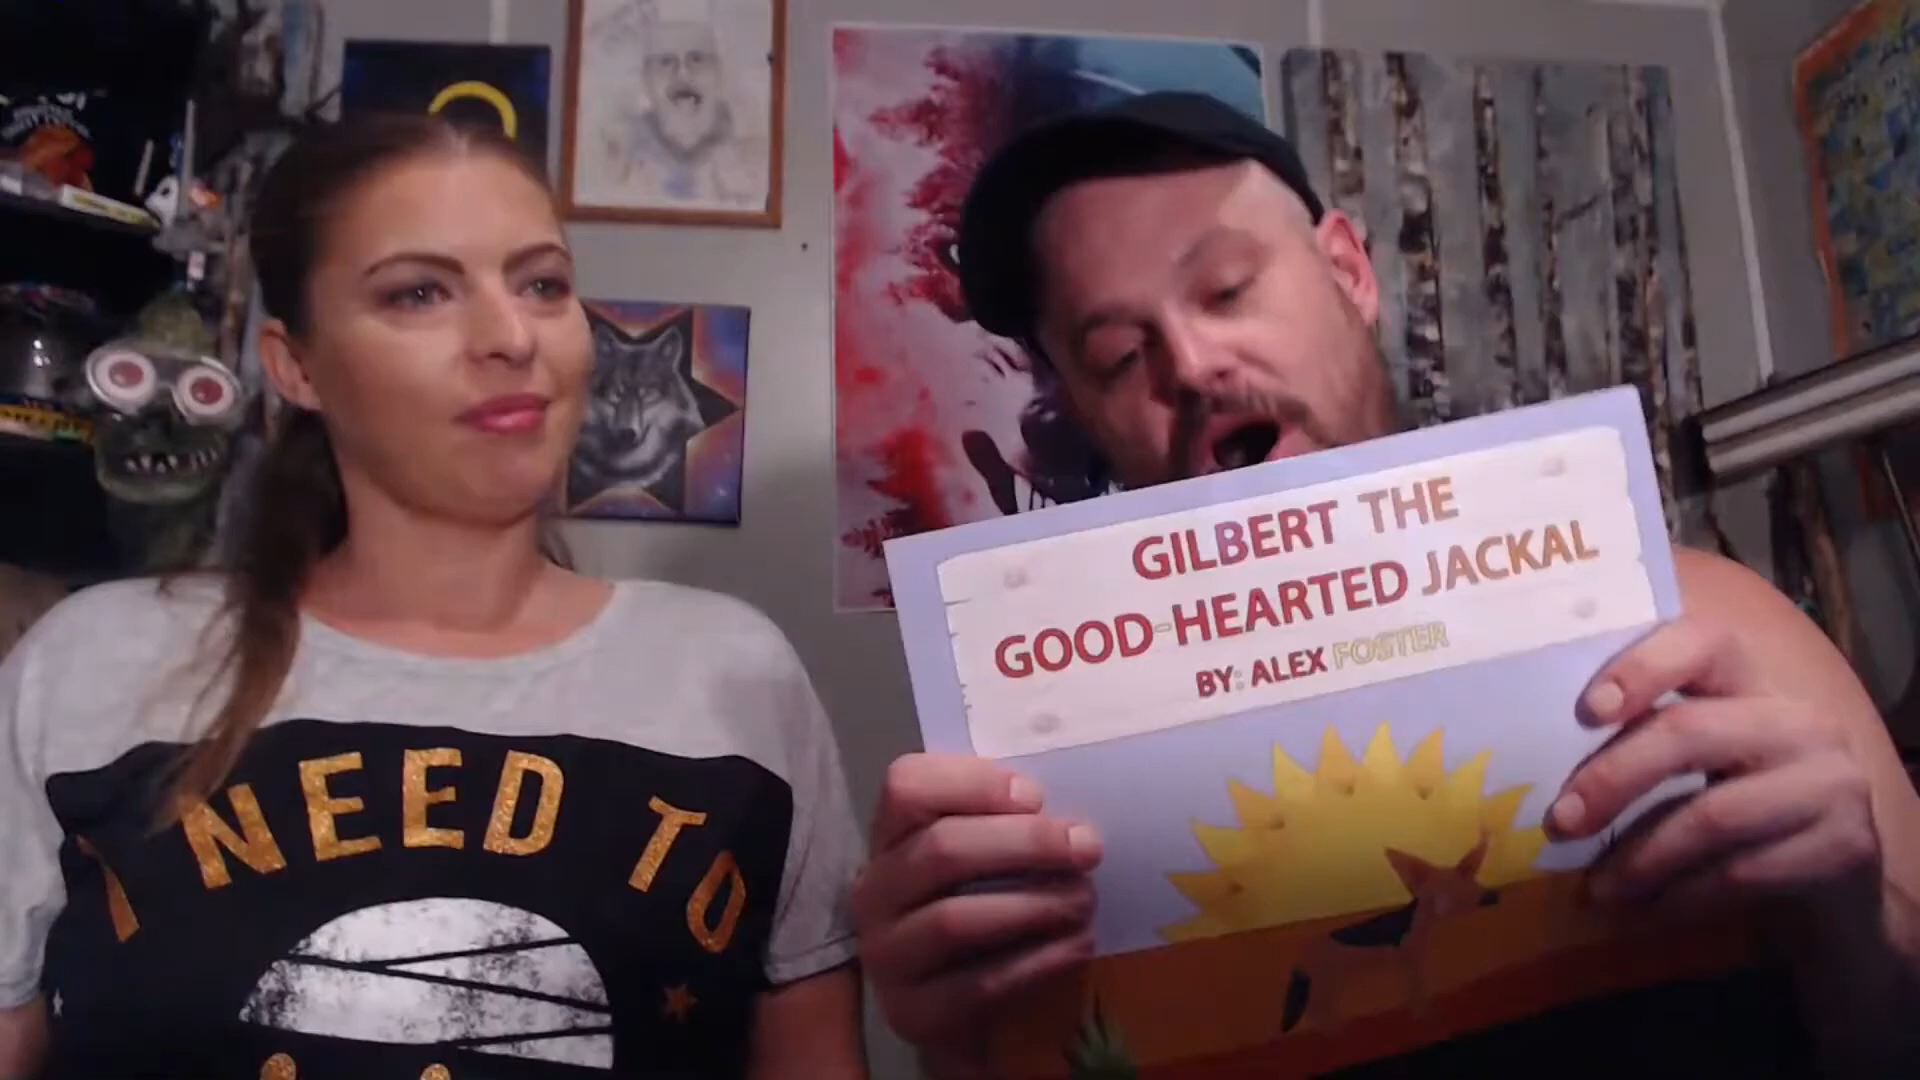 GILBERT THE
GOOD-HEARTED JACKAL
BY: ALEX FOSTER
I NEED TO